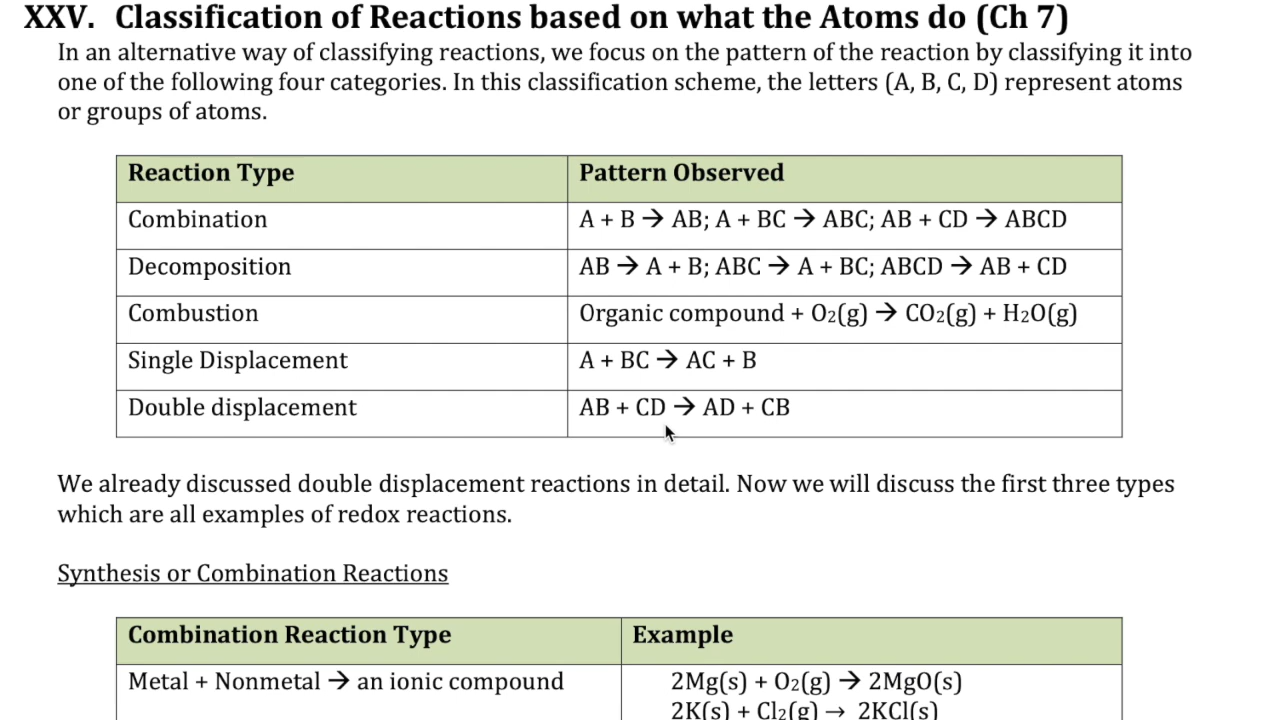 XXV. Classification of Reactions based on what the Atoms do (Ch 7)
In an alternative way of classifying reactions, we focus on the pattern of the reaction by classifying it into
one of the following four categories. In this classification scheme, the letters (A, B, C, D) represent atoms
or groups of atoms.
Reaction Type Pattern Observed
Combination A + B → AB; A + BC → ABC; AB + CD → ABCD
Decomposition AB → A + B; ABC → A + BC; ABCD → AB + CD
Combustion Organic compound + O₂(g) → CO₂(g) + H₂O(g)
Single Displacement A + BC → AC + B
Double displacement AB + CD → AD + CB
We already discussed double displacement reactions in detail. Now we will discuss the first three types
which are all examples of redox reactions.
Synthesis or Combination Reactions
Combination Reaction Type Example
Metal + Nonmetal → an ionic compound 2Mg(s) + O₂(g) → 2MgO(s)
2K(s) + Cl₂(g) → 2KCl(s)